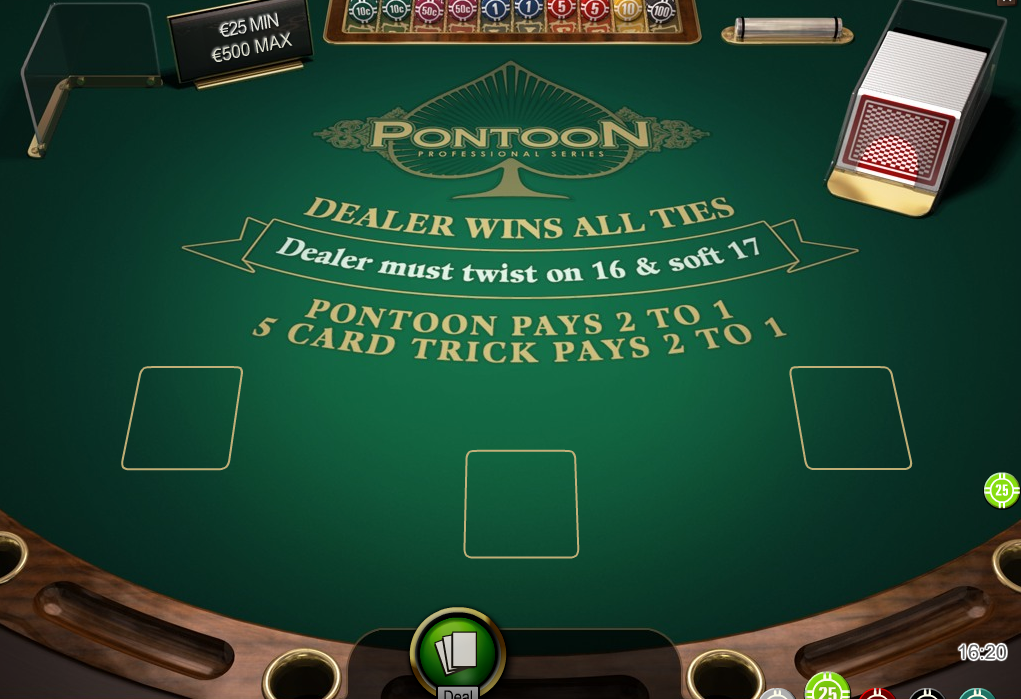 €25 MIN
€500 MAX
10c 10c 50c 50c 1 1 5 5 10 100
PONTOON
PROFESSIONAL SERIES
DEALER WINS ALL TIES
Dealer must twist on 16 & soft 17
PONTOON PAYS 2 TO 1
5 CARD TRICK PAYS 2 TO 1
25
16:20
Deal
25